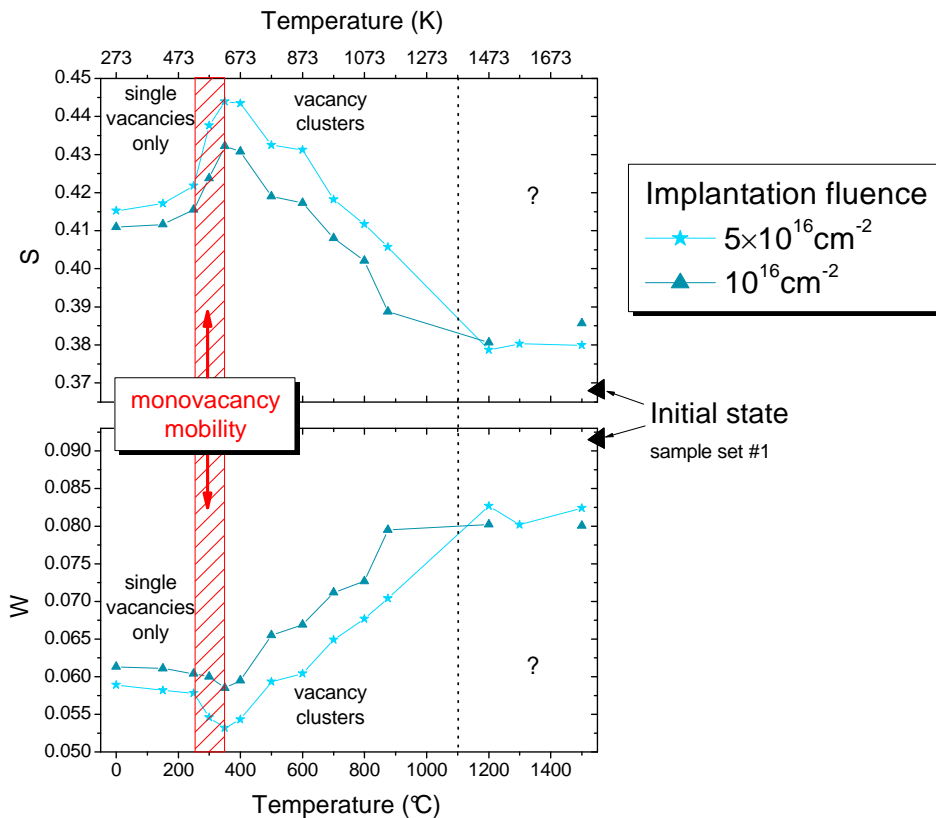 Temperature (K)
273 473 673 873 1073 1273 1473 1673
0.45
0.44
0.43
0.42
0.41
0.40
0.39
0.38
0.37
S
single
vacancies
only
vacancy
clusters
?
Implantation fluence
5×10¹⁶cm⁻²
10¹⁶cm⁻²
monovacancy
mobility
Initial state
sample set #1
0.090
0.085
0.080
0.075
0.070
0.065
0.060
0.055
0.050
W
single
vacancies
only
vacancy
clusters
?
0 200 400 600 800 1000 1200 1400
Temperature (°C)